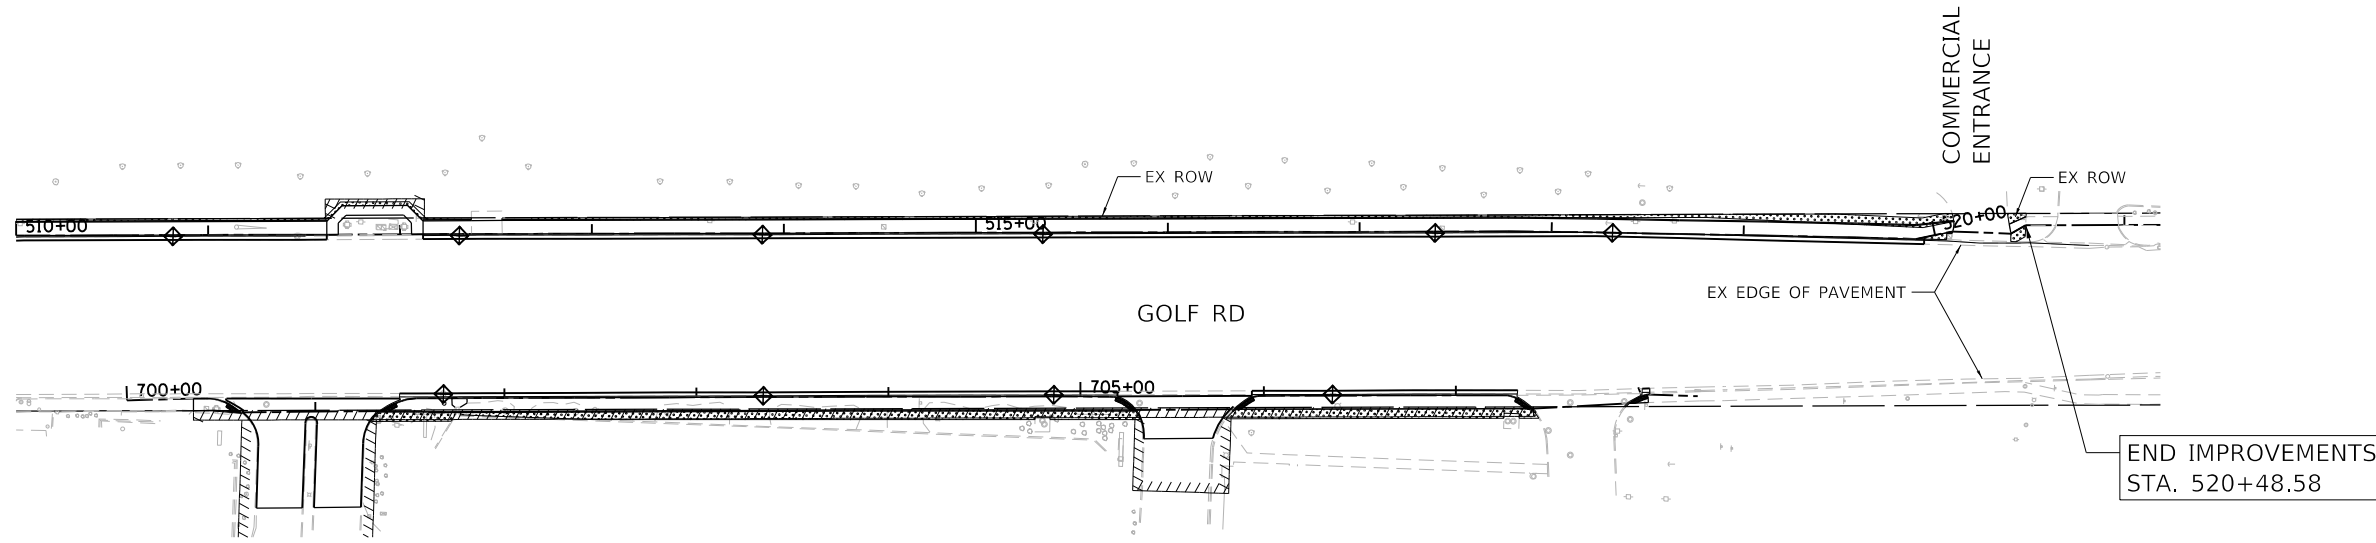 COMMERCIAL
ENTRANCE
EX ROW
EX ROW
510+00
515+00
520+00
EX EDGE OF PAVEMENT
GOLF RD
700+00
705+00
END IMPROVEMENTS
STA. 520+48.58